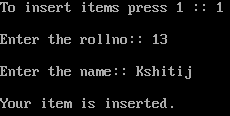 To insert items press 1 :: 1
Enter the rollno:: 13
Enter the name:: Kshitij
Your item is inserted.